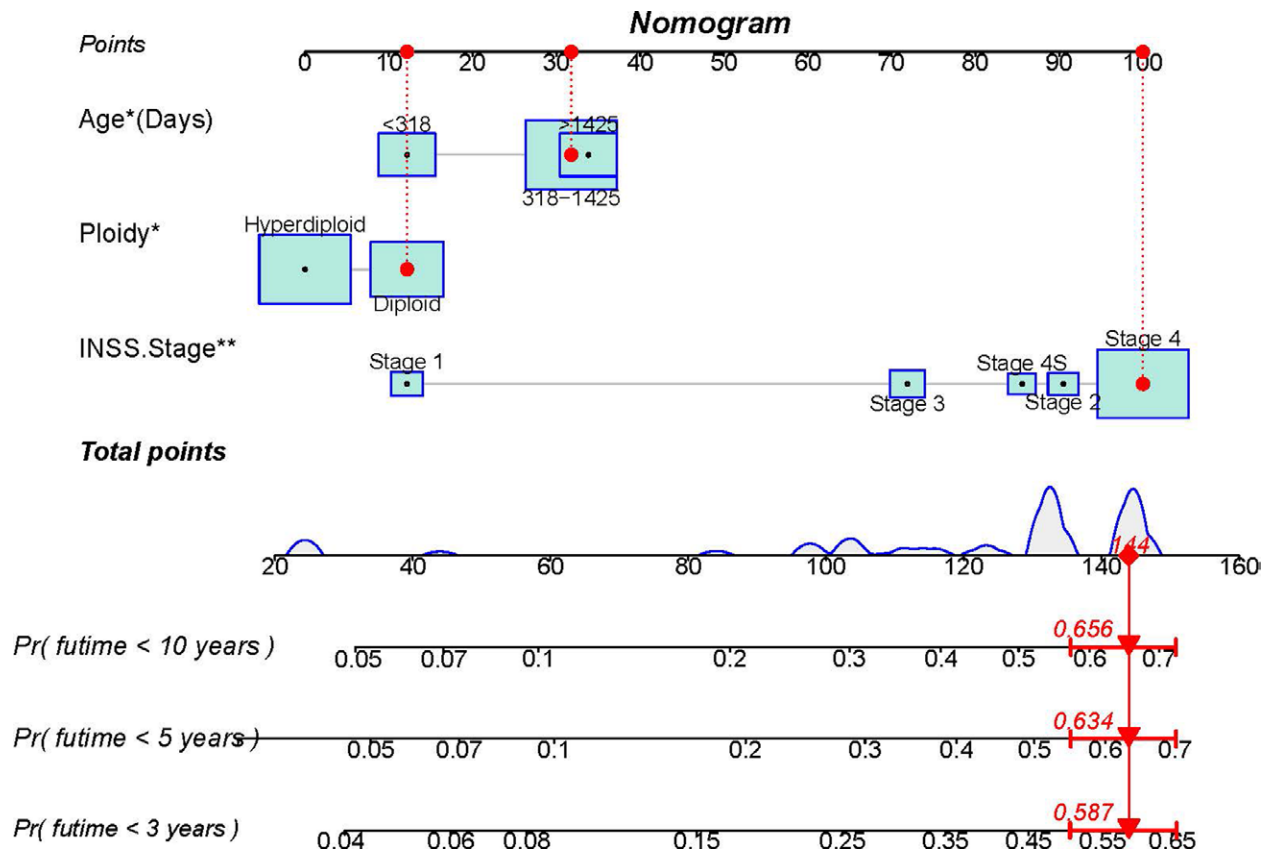 Nomogram
Points
0 10 20 30 40 50 60 70 80 90 100
Age*(Days)
<318
>1425
318-1425
Ploidy*
Hyperdiploid
Diploid
INSS.Stage**
Stage 1
Stage 3
Stage 4S
Stage 2
Stage 4
Total points
144
20 40 60 80 100 120 140 160
0.656
Pr( futime < 10 years )
0.05 0.07 0.1 0.2 0.3 0.4 0.5 0.6 0.7
0.634
Pr( futime < 5 years )
0.05 0.07 0.1 0.2 0.3 0.4 0.5 0.6 0.7
0.587
Pr( futime < 3 years )
0.04 0.06 0.08 0.15 0.25 0.35 0.45 0.55 0.65